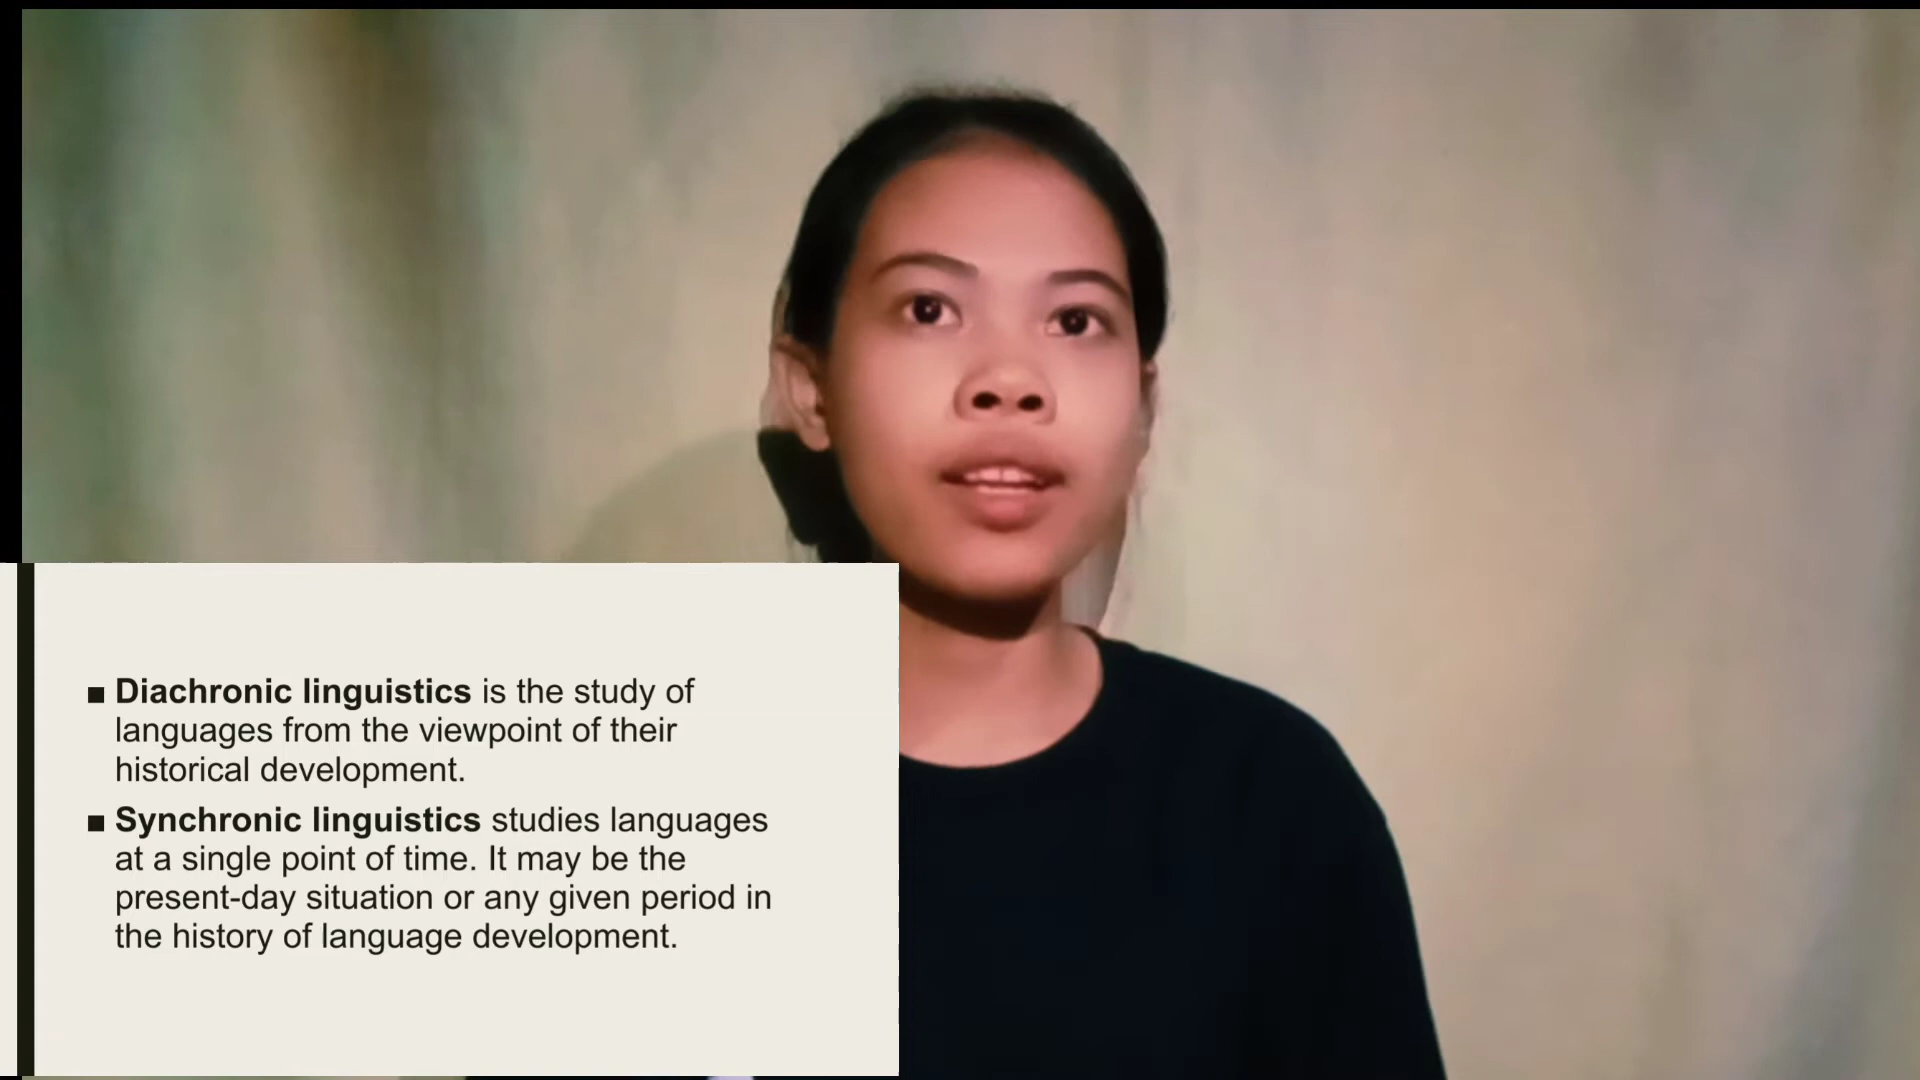 ■ Diachronic linguistics is the study of
languages from the viewpoint of their
historical development.
■ Synchronic linguistics studies languages
at a single point of time. It may be the
present-day situation or any given period in
the history of language development.